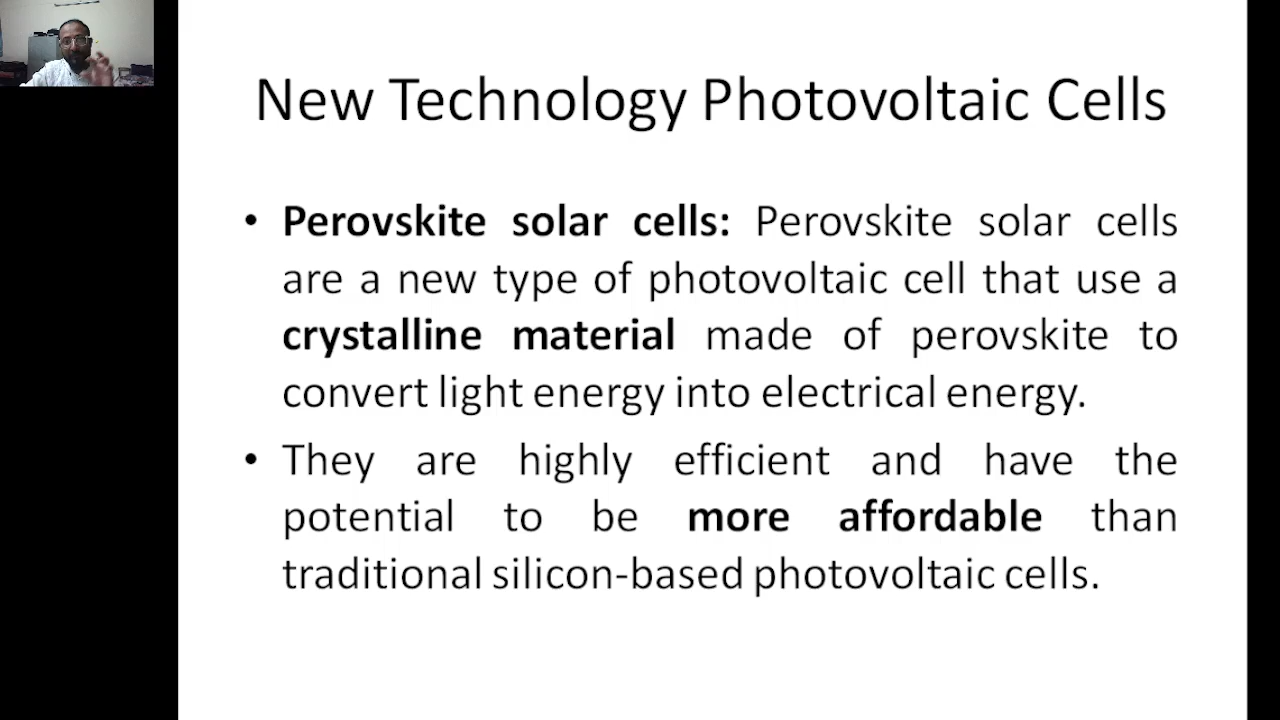 New Technology Photovoltaic Cells
• Perovskite solar cells: Perovskite solar cells
are a new type of photovoltaic cell that use a
crystalline material made of perovskite to
convert light energy into electrical energy.
• They are highly efficient and have the
potential to be more affordable than
traditional silicon-based photovoltaic cells.